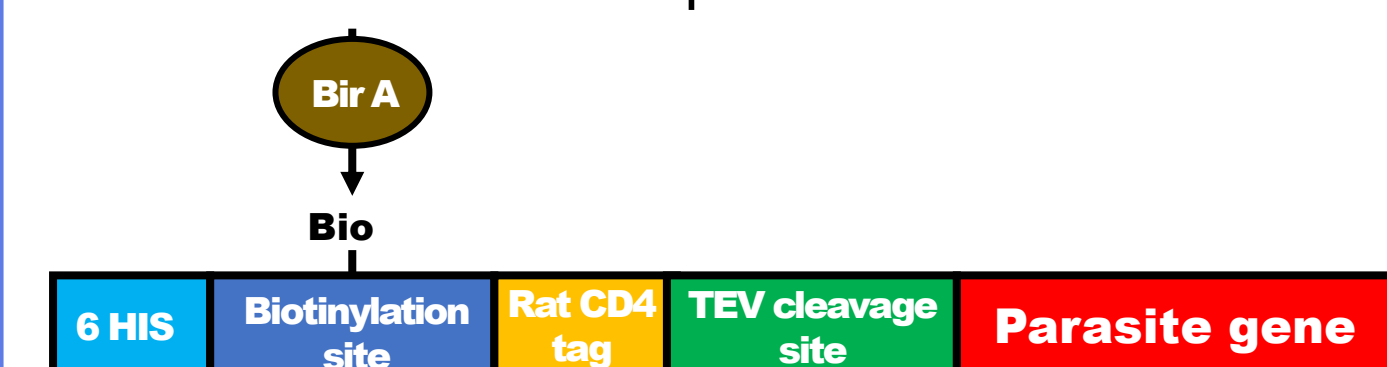 Bir A
Bio
6 HIS
Biotinylation
site
Rat CD4
tag
TEV cleavage
site
Parasite gene